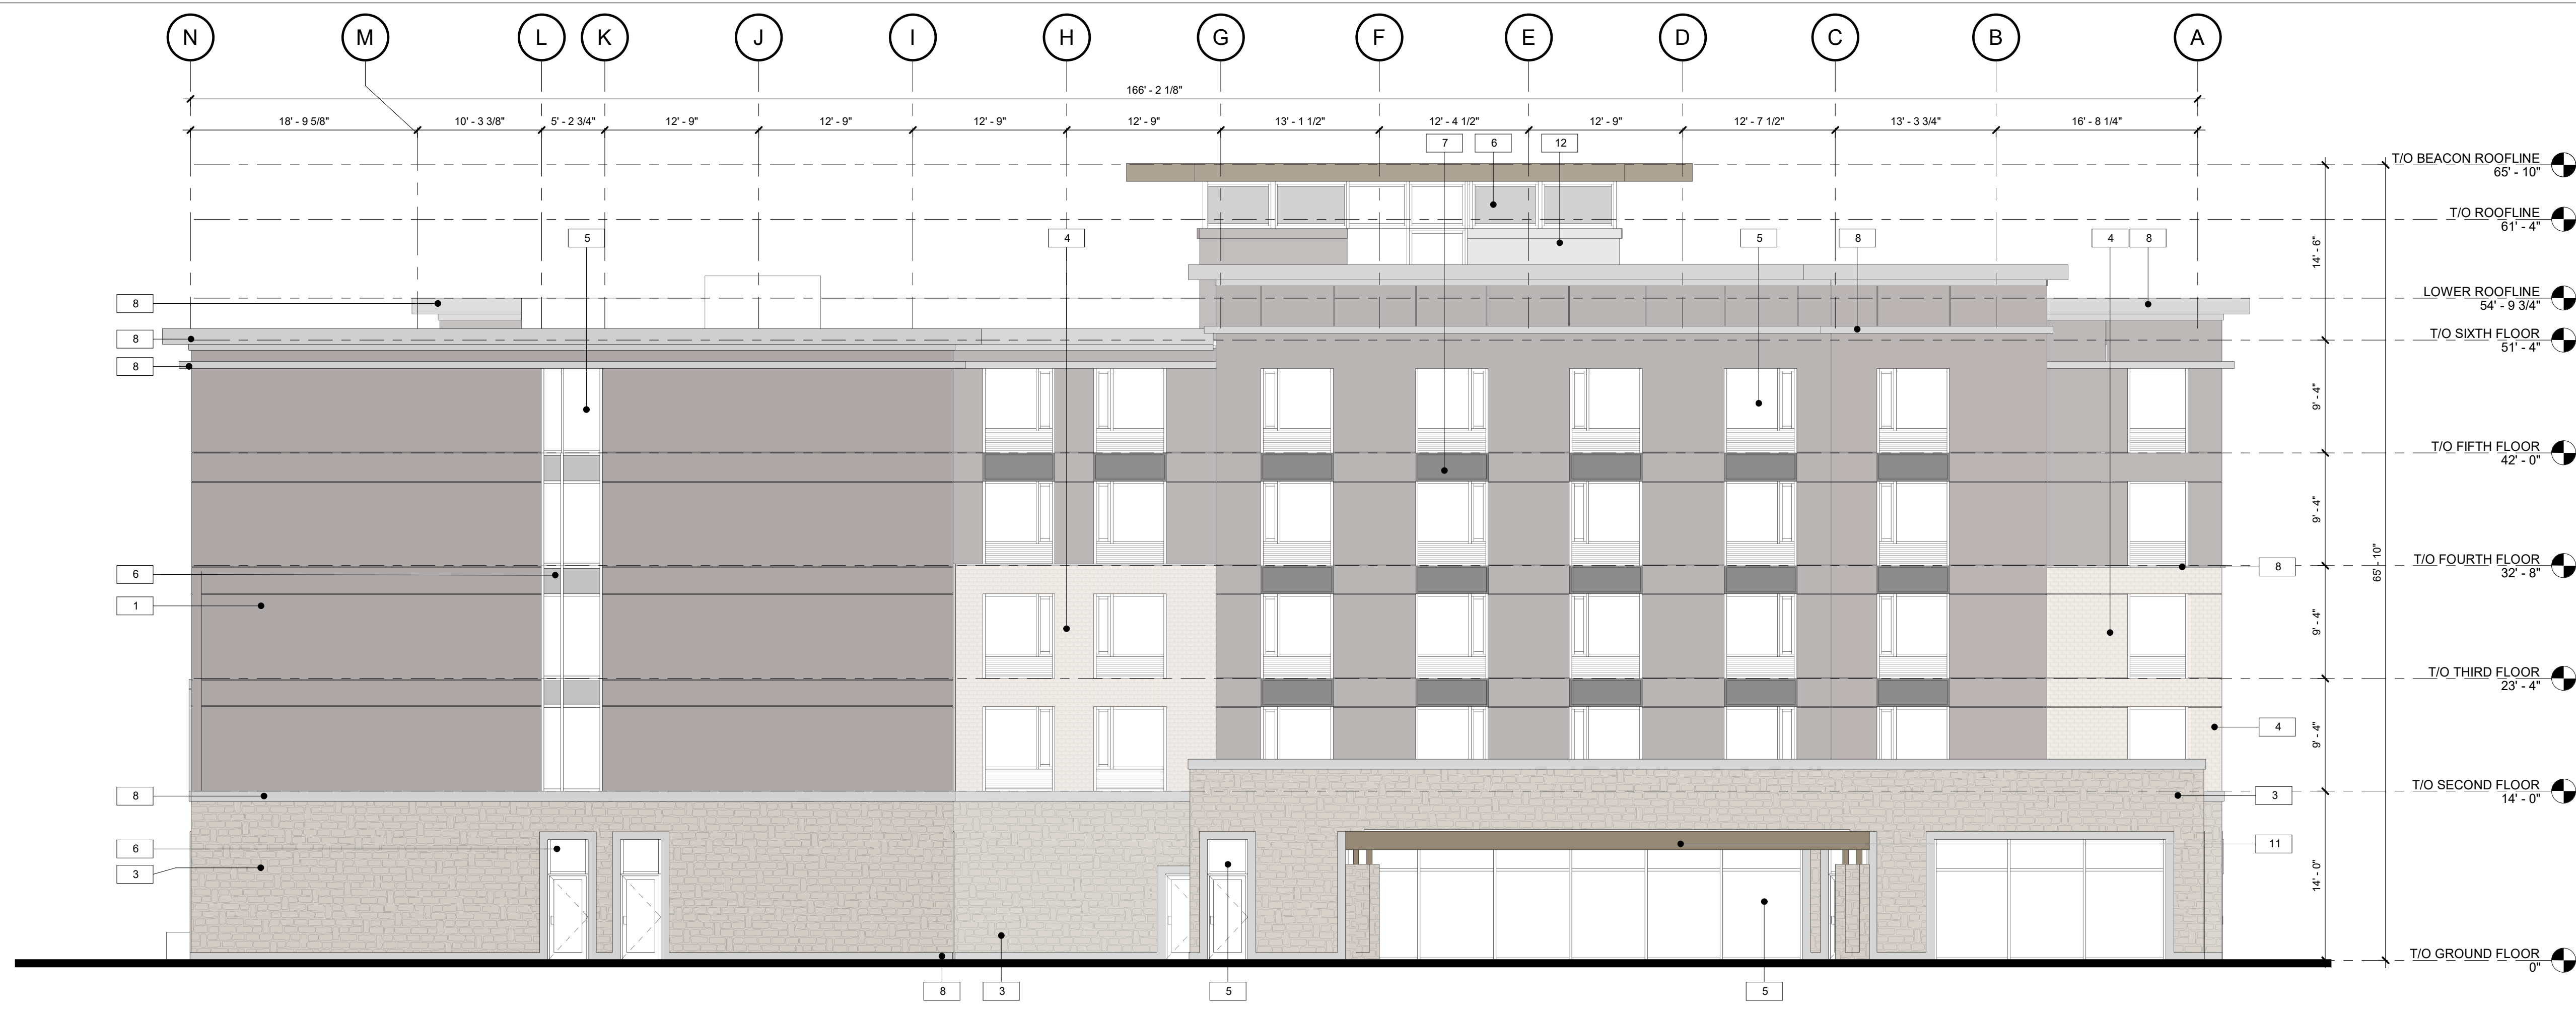 N M L K J I H G F E D C B A
166' - 2 1/8"
18' - 9 5/8" 10' - 3 3/8" 5' - 2 3/4" 12' - 9" 12' - 9" 12' - 9" 12' - 9" 13' - 1 1/2" 12' - 4 1/2" 12' - 9" 12' - 7 1/2" 13' - 3 3/4" 16' - 8 1/4"
7 6 12
T/O BEACON ROOFLINE
65' - 10"
T/O ROOFLINE
61' - 4"
5 4 5 8 4 8
14' - 6"
LOWER ROOFLINE
54' - 9 3/4"
8
T/O SIXTH FLOOR
51' - 4"
8
8
9' - 4"
T/O FIFTH FLOOR
42' - 0"
9' - 4"
T/O FOURTH FLOOR
32' - 8"
65' - 10"
8
6
1
9' - 4"
T/O THIRD FLOOR
23' - 4"
4
9' - 4"
T/O SECOND FLOOR
14' - 0"
8
3
6
11
3
14' - 0"
T/O GROUND FLOOR
0"
8 3 5 5